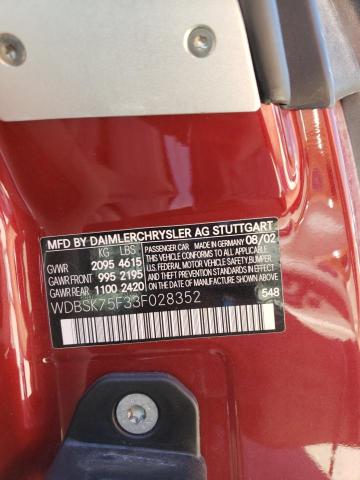 MFD BY DAIMLERCHRYSLER AG STUTTGART
KG LBS
GVWR 2095 4615
GAWR FRONT 995 2195
GAWR REAR 1100 2420
PASSENGER CAR MADE IN GERMANY 08/02
THIS VEHICLE CONFORMS TO ALL APPLICABLE
U.S. FEDERAL MOTOR VEHICLE SAFETY, BUMPER,
AND THEFT PREVENTION STANDARDS IN EFFECT
ON THE DATE OF MANUFACTURE SHOWN ABOVE.
WDBSK75F33F028352
548